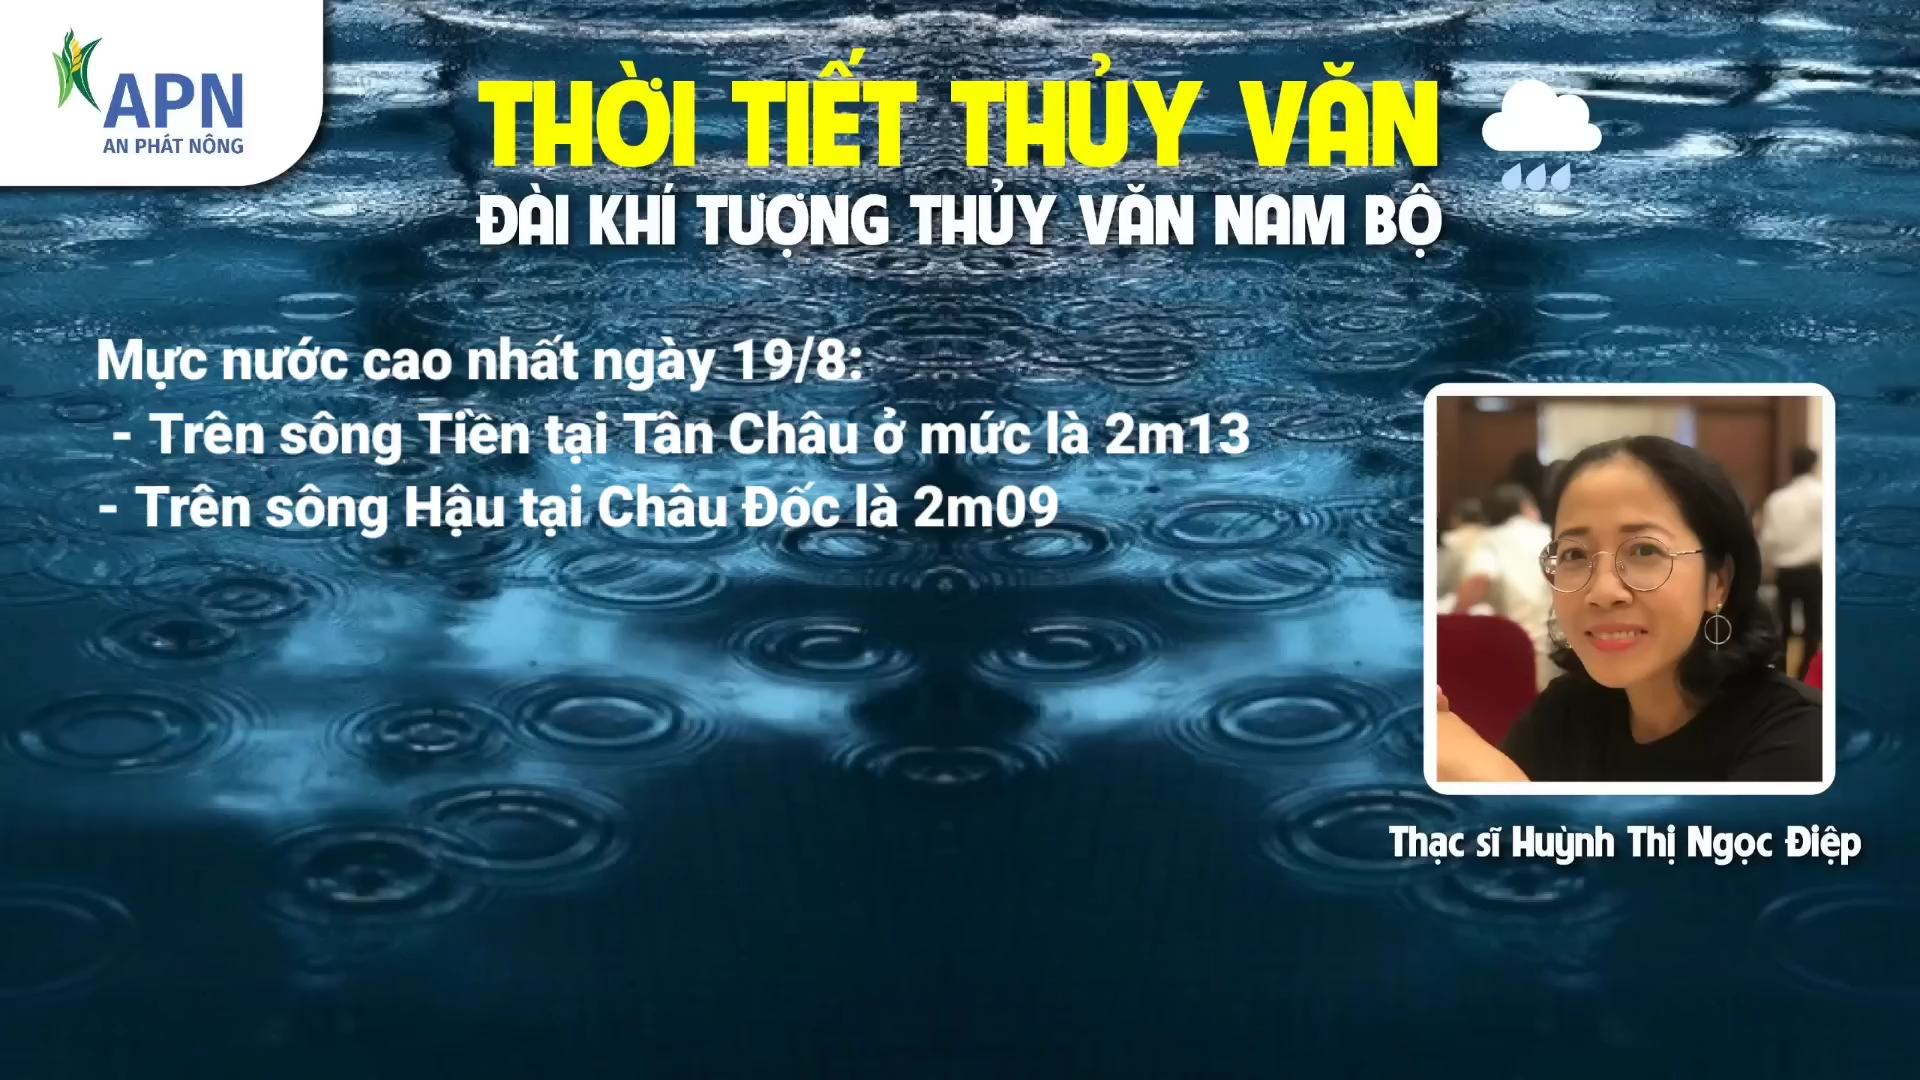 APN
AN PHÁT NÔNG
THỜI TIẾT THỦY VĂN
ĐÀI KHÍ TƯỢNG THỦY VĂN NAM BỘ
Mực nước cao nhất ngày 19/8:
- Trên sông Tiền tại Tân Châu ở mức là 2m13
- Trên sông Hậu tại Châu Đốc là 2m09
Thạc sĩ Huỳnh Thị Ngọc Điệp